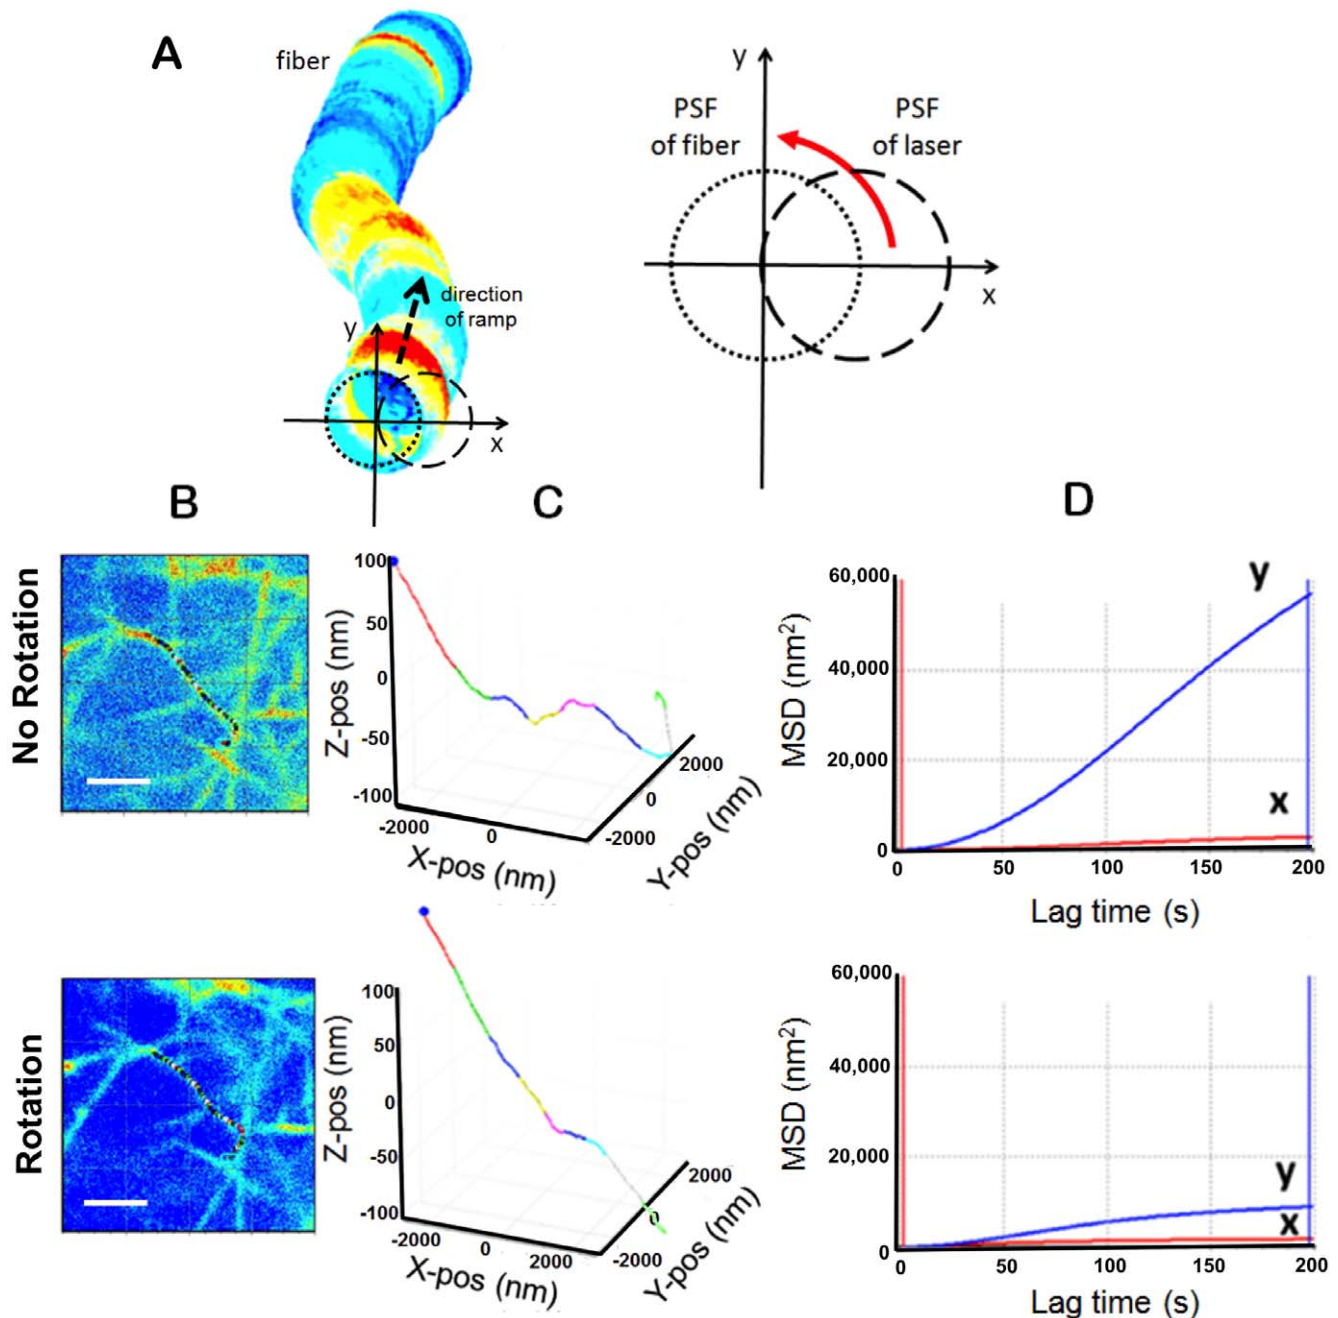 A
fiber
direction
of ramp
y
x
y
PSF
of fiber
PSF
of laser
x
B
C
D
No Rotation
100
50
0
-50
-100
Z-pos (nm)
-2000
0
X-pos (nm)
-2000
0
2000
Y-pos (nm)
60,000
40,000
20,000
0
MSD (nm²)
y
x
0
50
100
150
200
Lag time (s)
Rotation
100
50
0
-50
-100
Z-pos (nm)
-2000
0
2000
X-pos (nm)
-2000
0
2000
Y-pos (nm)
60,000
40,000
20,000
0
MSD (nm²)
y
x
0
50
100
150
200
Lag time (s)